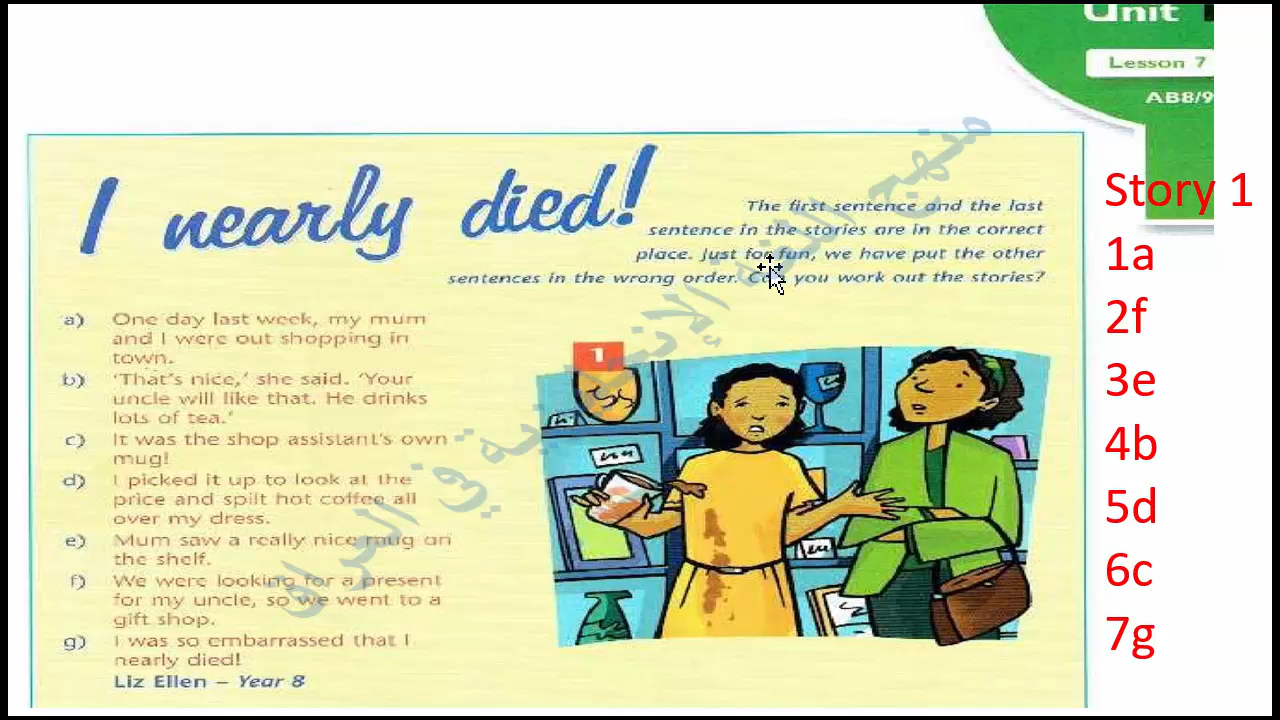 Unit
Lesson 7
AB8/9
I nearly died!
The first sentence and the last
sentence in the stories are in the correct
place. Just for fun, we have put the other
sentences in the wrong order. Can you work out the stories?
a) One day last week, my mum
and I were out shopping in
town.
b) 'That's nice,' she said. 'Your
uncle will like that. He drinks
lots of tea.'
c) It was the shop assistant's own
mug!
d) I picked it up to look at the
price and spilt hot coffee all
over my dress.
e) Mum saw a really nice mug on
the shelf.
f) We were looking for a present
for my uncle, so we went to a
gift shop.
g) I was so embarrassed that I
nearly died!
Liz Ellen – Year 8
1
Story 1
1a
2f
3e
4b
5d
6c
7g
منهج اللغة الإنكليزية في العراق